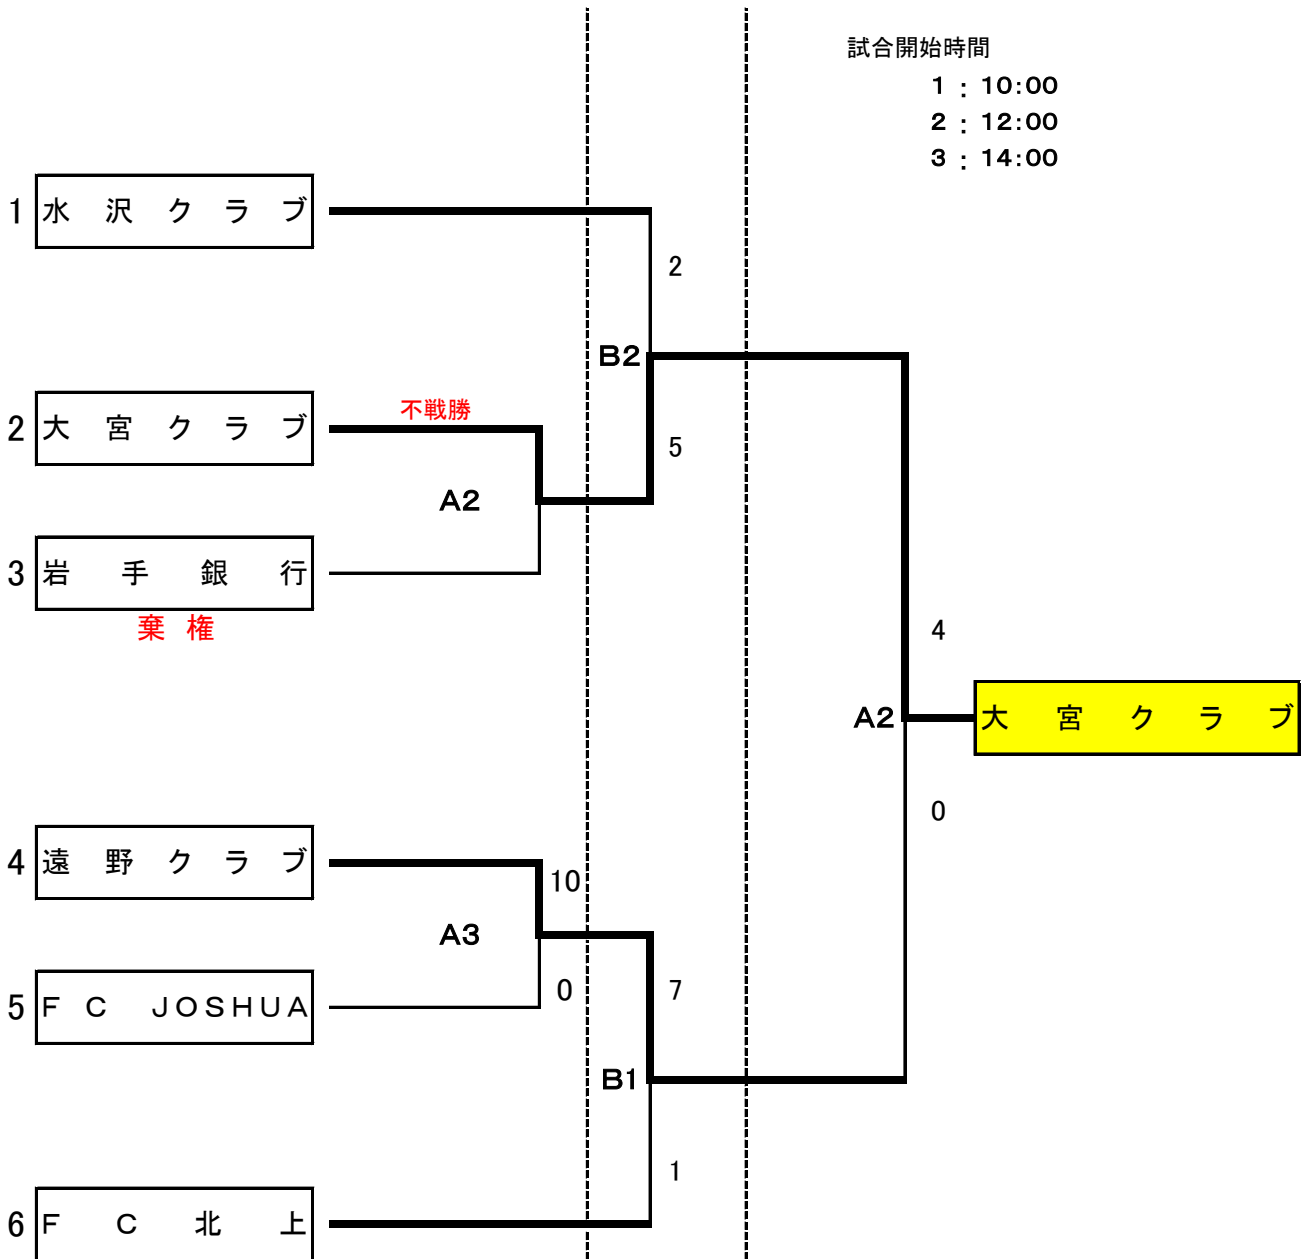 試合開始時間
1 : 10:00
2 : 12:00
3 : 14:00
1 水沢クラブ
2
B2
不戦勝
2 大宮クラブ
5
A2
3 岩手銀行
棄権
4
A2
大宮クラブ
0
4 遠野クラブ
10
A3
0
7
5 FC JOSHUA
B1
1
6 FC北上